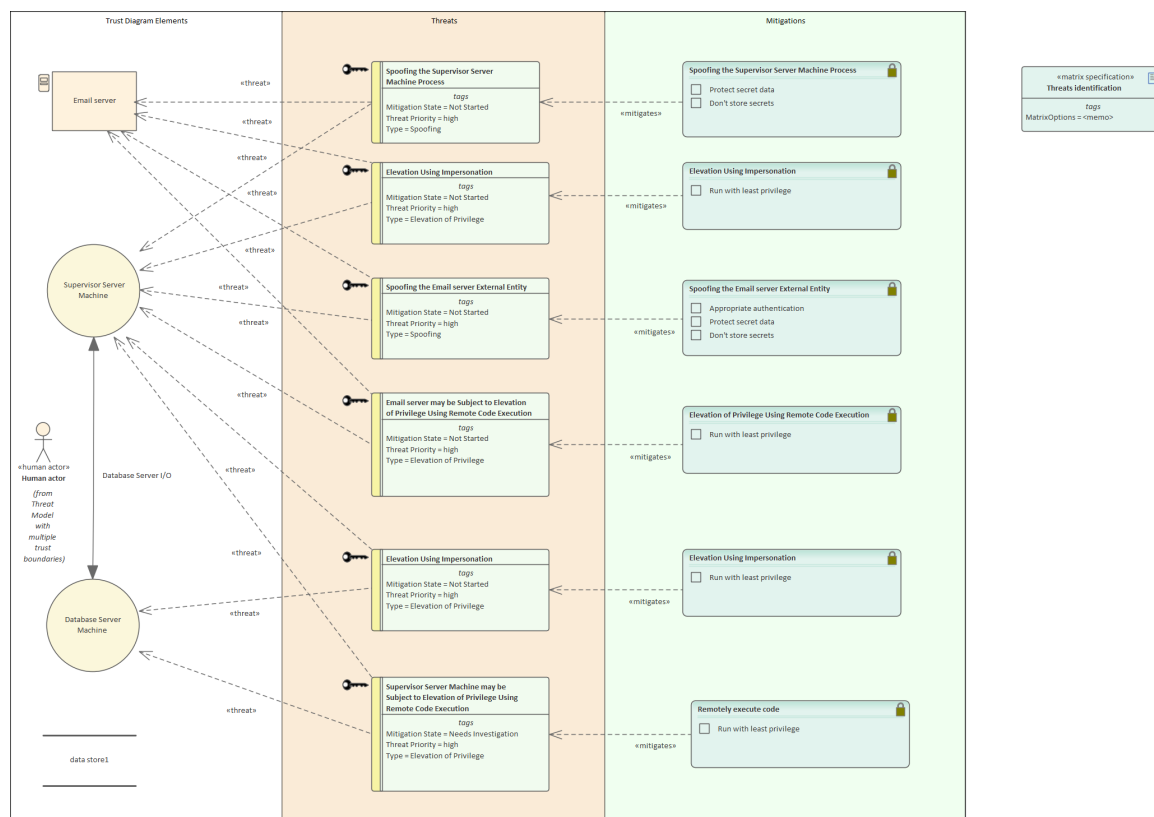 Trust Diagram Elements
Threats
Mitigations
Email server
Supervisor Server
Machine
«human actor»
Human actor
(from
Threat
Model
with
multiple
trust
boundaries)
Database Server I/O
Database Server
Machine
data store1
«threat»
«threat»
«threat»
«threat»
«threat»
«threat»
«threat»
«threat»
«threat»
«threat»
«threat»
«threat»
Spoofing the Supervisor Server
Machine Process
tags
Mitigation State = Not Started
Threat Priority = high
Type = Spoofing
Elevation Using Impersonation
tags
Mitigation State = Not Started
Threat Priority = high
Type = Elevation of Privilege
Spoofing the Email server External Entity
tags
Mitigation State = Not Started
Threat Priority = high
Type = Spoofing
Email server may be Subject to Elevation
of Privilege Using Remote Code Execution
tags
Mitigation State = Not Started
Threat Priority = high
Type = Elevation of Privilege
Elevation Using Impersonation
tags
Mitigation State = Not Started
Threat Priority = high
Type = Elevation of Privilege
Supervisor Server Machine may be
Subject to Elevation of Privilege Using
Remote Code Execution
tags
Mitigation State = Needs Investigation
Threat Priority = high
Type = Elevation of Privilege
«mitigates»
«mitigates»
«mitigates»
«mitigates»
«mitigates»
«mitigates»
Spoofing the Supervisor Server Machine Process
Protect secret data
Don't store secrets
Elevation Using Impersonation
Run with least privilege
Spoofing the Email server External Entity
Appropriate authentication
Protect secret data
Don't store secrets
Elevation of Privilege Using Remote Code Execution
Run with least privilege
Elevation Using Impersonation
Run with least privilege
Remotely execute code
Run with least privilege
«matrix specification»
Threats identification
tags
MatrixOptions = <memo>